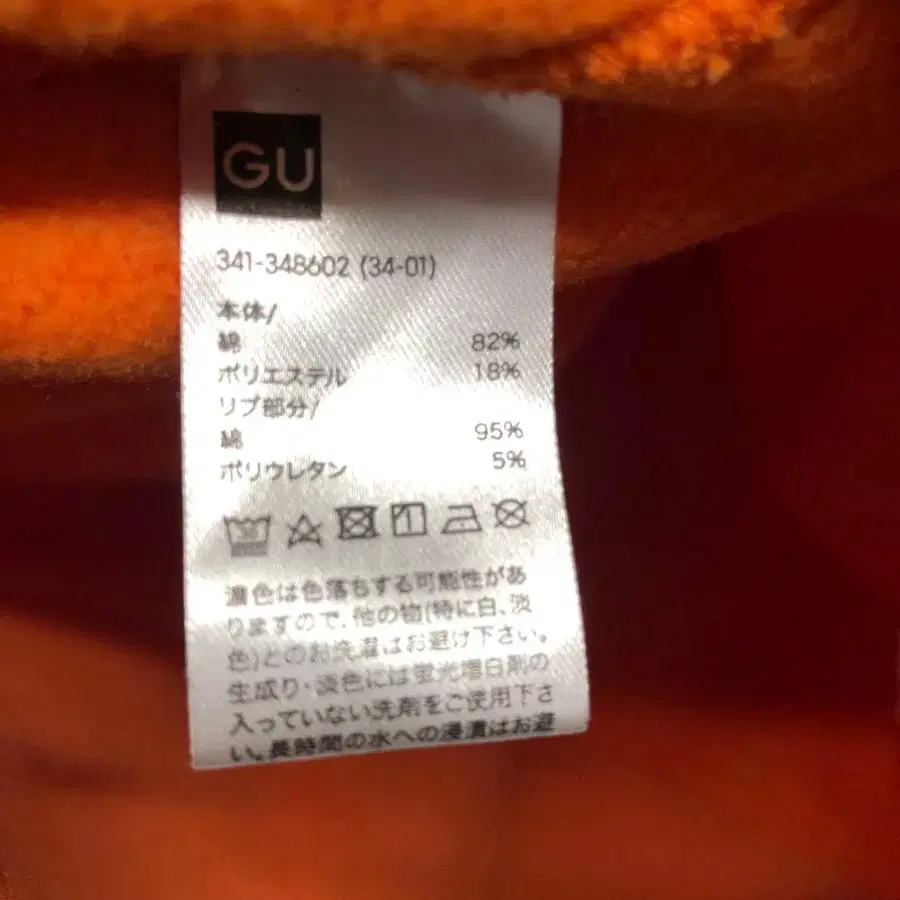 GU
341-348602 (34-01)
本体/
綿 82%
ポリエステル 18%
リブ部分/
綿 95%
ポリウレタン 5%
濃色は色落ちする可能性があ
りますので、他の物(特に白、淡
色)とのお洗濯はお避け下さい。
生成り・淡色には蛍光増白剤の
入っていない洗剤をご使用下さ
い。長時間の水への浸漬はお避